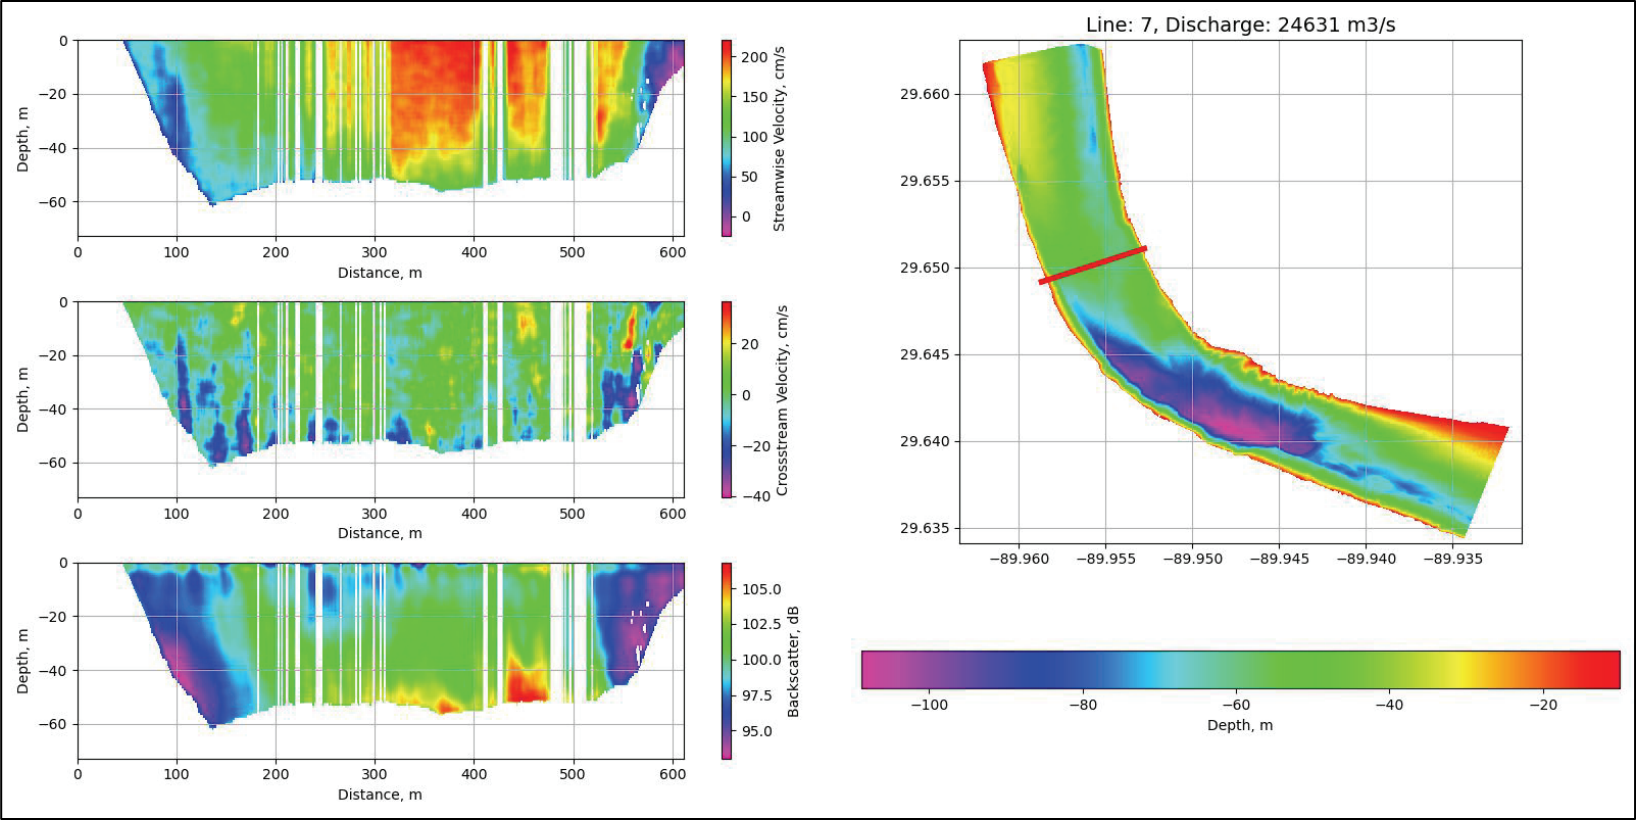 0
−20
−40
−60
Depth, m
0 100 200 300 400 500 600
Distance, m
200
150
100
50
0
Streamwise Velocity, cm/s
0
−20
−40
−60
Depth, m
0 100 200 300 400 500 600
Distance, m
20
0
−20
−40
Crossstream Velocity, cm/s
0
−20
−40
−60
Depth, m
0 100 200 300 400 500 600
Distance, m
105.0
102.5
100.0
97.5
95.0
Backscatter, dB
Line: 7, Discharge: 24631 m3/s
29.660
29.655
29.650
29.645
29.640
29.635
−89.960 −89.955 −89.950 −89.945 −89.940 −89.935
−100 −80 −60 −40 −20
Depth, m